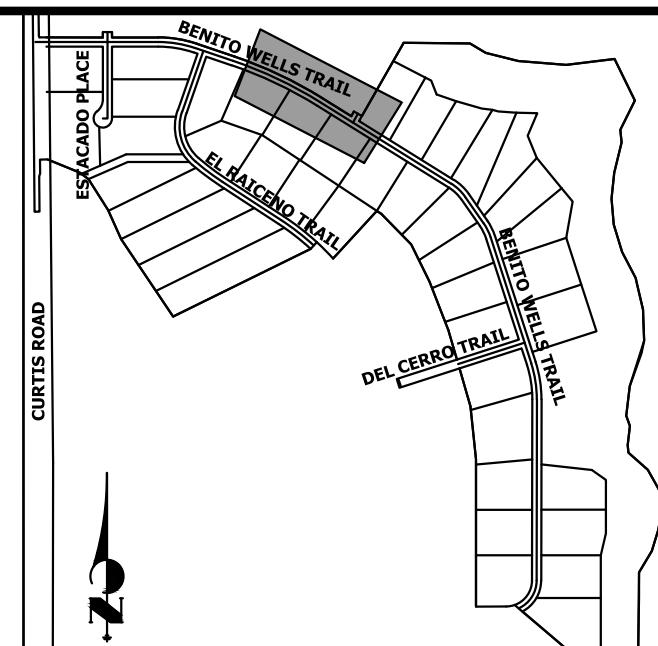 BENITO WELLS TRAIL
ESTACADO PLACE
EL RAICENO TRAIL
BENITO WELLS TRAIL
CURTIS ROAD
DEL CERRO TRAIL
N